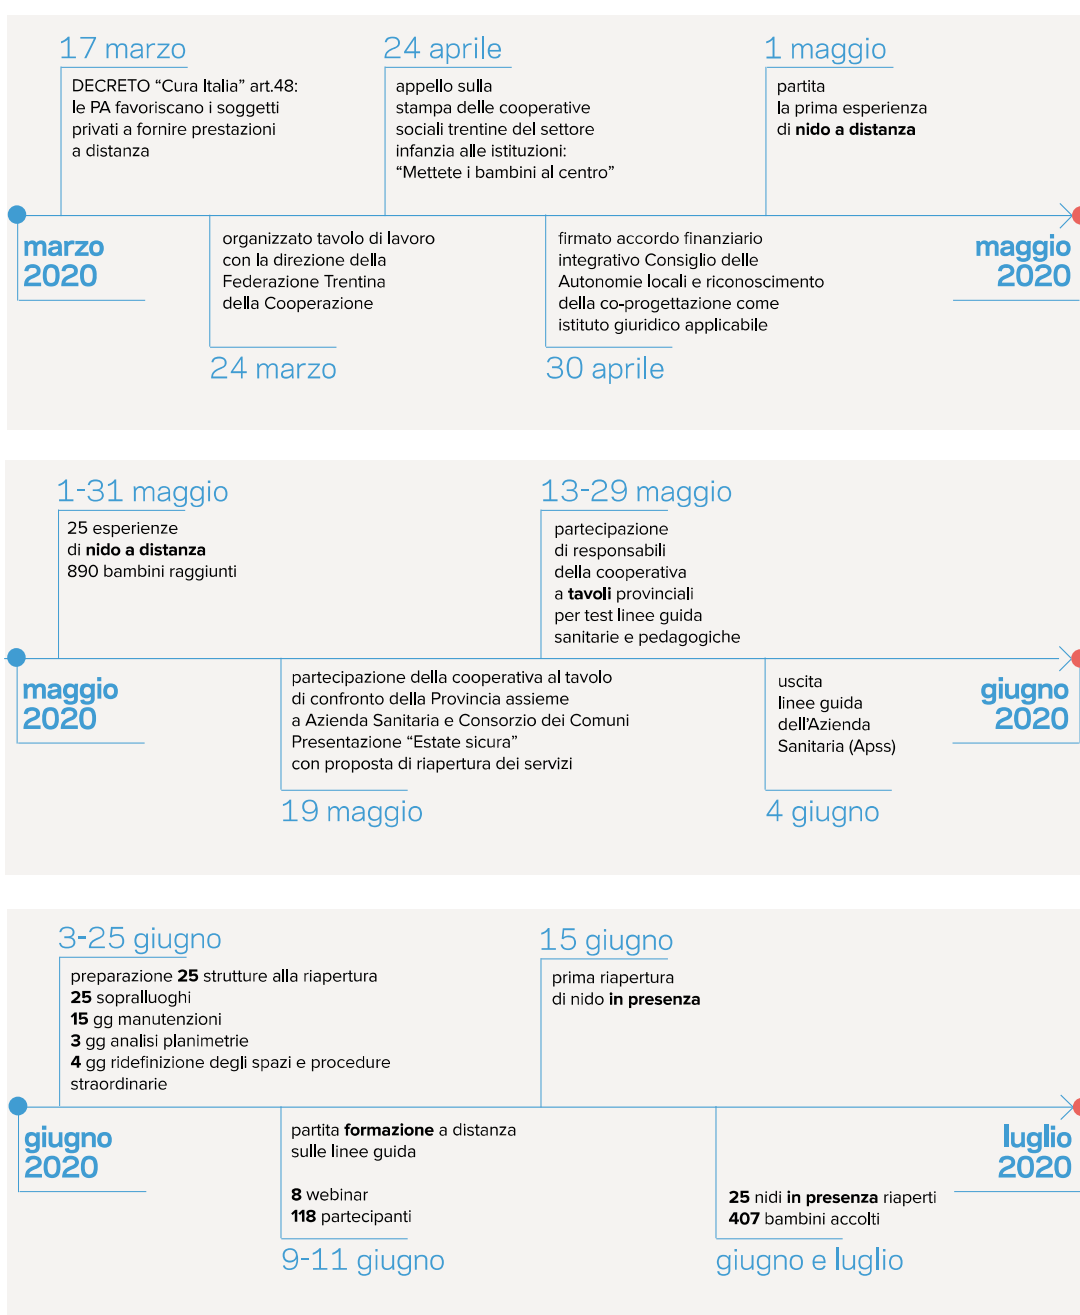 17 marzo
DECRETO “Cura Italia” art.48:
le PA favoriscano i soggetti
privati a fornire prestazioni
a distanza
24 aprile
appello sulla
stampa delle cooperative
sociali trentine del settore
infanzia alle istituzioni:
“Mettete i bambini al centro”
1 maggio
partita
la prima esperienza
di nido a distanza
marzo
2020
organizzato tavolo di lavoro
con la direzione della
Federazione Trentina
della Cooperazione
24 marzo
firmato accordo finanziario
integrativo Consiglio delle
Autonomie locali e riconoscimento
della co-progettazione come
istituto giuridico applicabile
30 aprile
maggio
2020
1-31 maggio
25 esperienze
di nido a distanza
890 bambini raggiunti
13-29 maggio
partecipazione
di responsabili
della cooperativa
a tavoli provinciali
per test linee guida
sanitarie e pedagogiche
maggio
2020
partecipazione della cooperativa al tavolo
di confronto della Provincia assieme
a Azienda Sanitaria e Consorzio dei Comuni
Presentazione “Estate sicura”
con proposta di riapertura dei servizi
19 maggio
uscita
linee guida
dell’Azienda
Sanitaria (Apss)
4 giugno
giugno
2020
3-25 giugno
preparazione 25 strutture alla riapertura
25 sopralluoghi
15 gg manutenzioni
3 gg analisi planimetrie
4 gg ridefinizione degli spazi e procedure
straordinarie
15 giugno
prima riapertura
di nido in presenza
giugno
2020
partita formazione a distanza
sulle linee guida
8 webinar
118 partecipanti
9-11 giugno
25 nidi in presenza riaperti
407 bambini accolti
giugno e luglio
luglio
2020